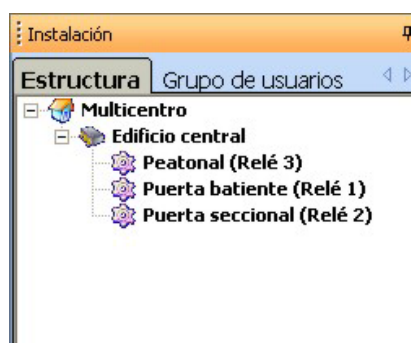 Instalación
Estructura Grupo de usuarios
Multicentro
Edificio central
Peatonal (Relé 3)
Puerta batiente (Relé 1)
Puerta seccional (Relé 2)